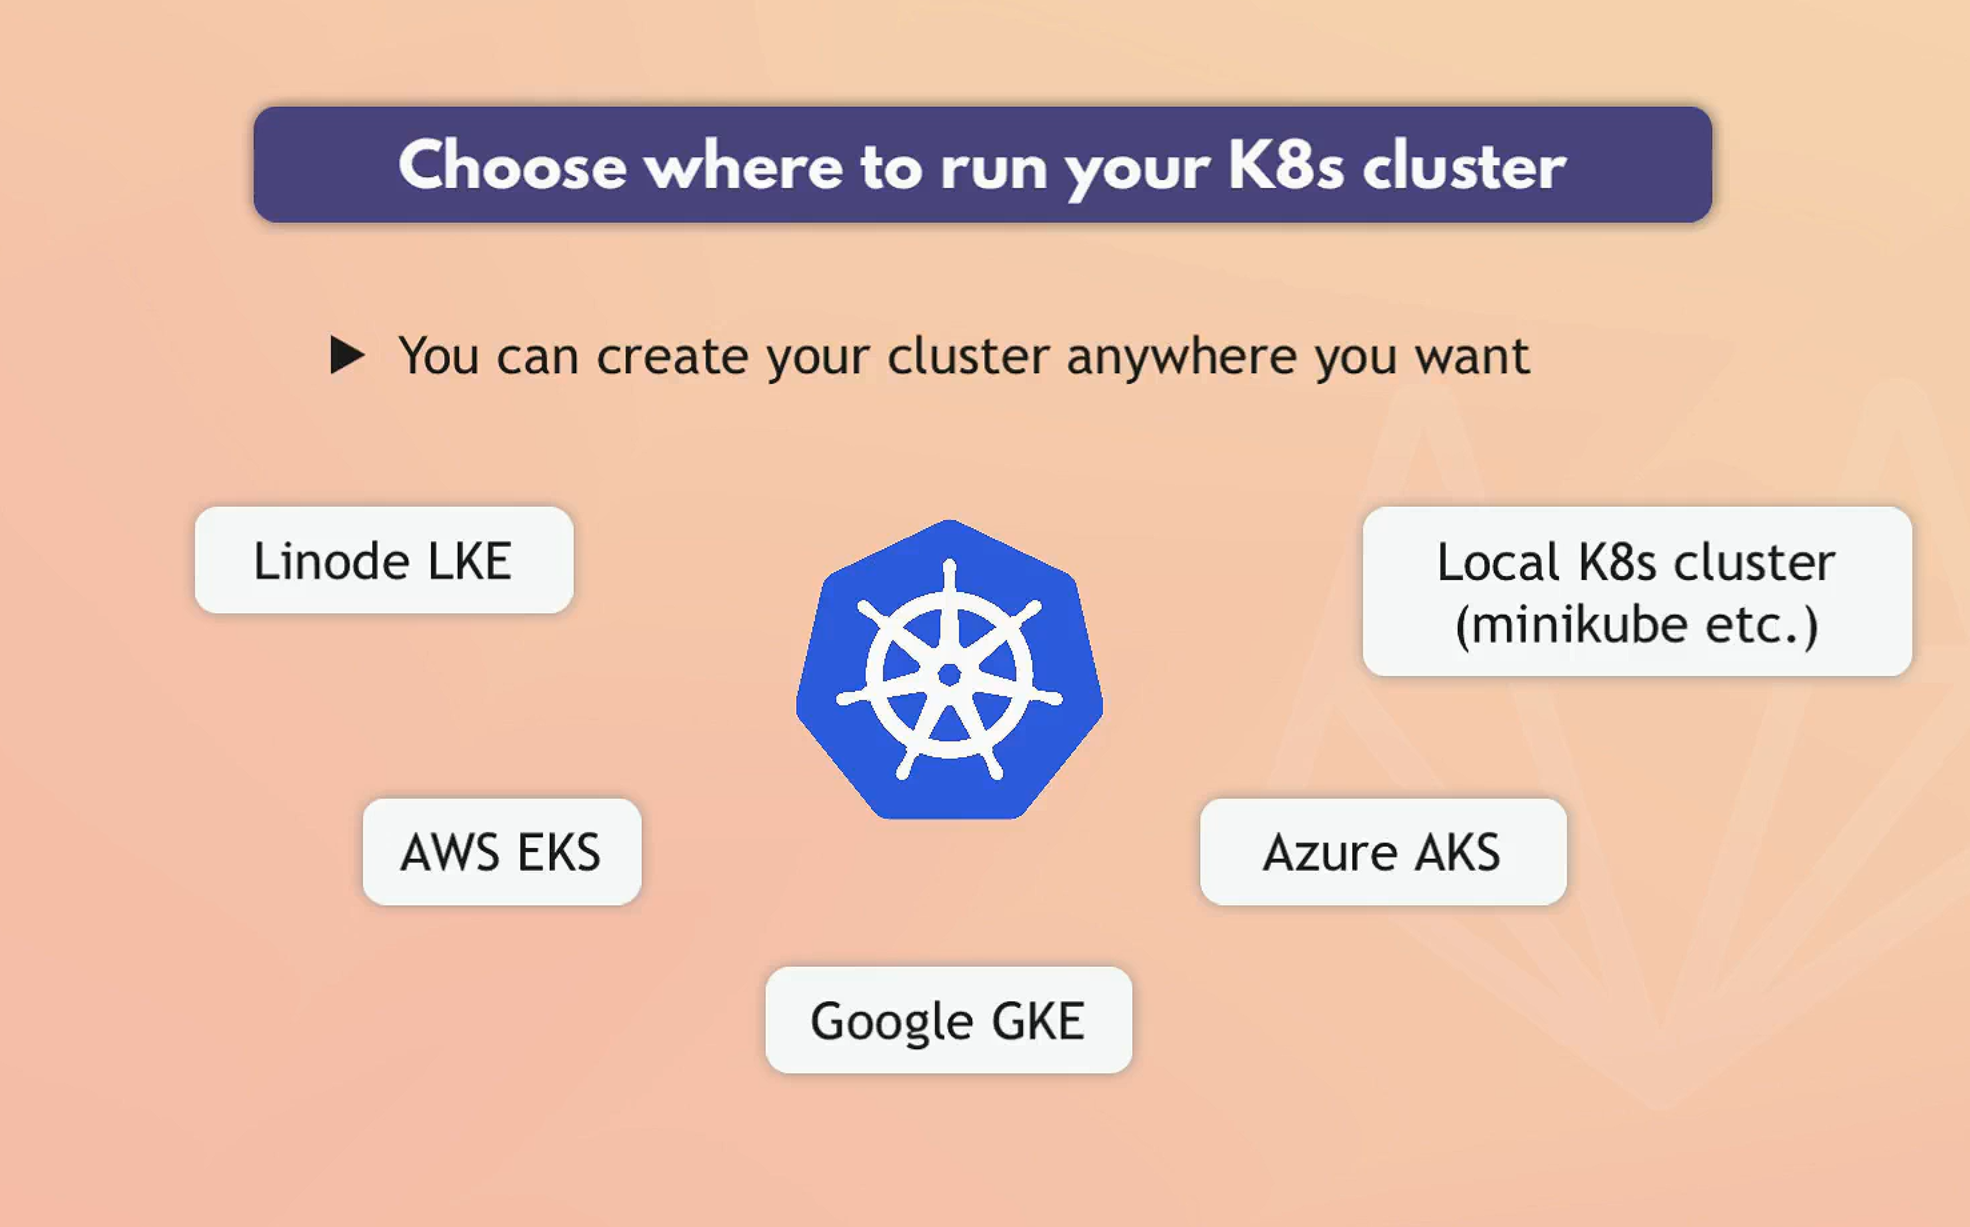 Choose where to run your K8s cluster
▶ You can create your cluster anywhere you want
Linode LKE
Local K8s cluster
(minikube etc.)
AWS EKS
Azure AKS
Google GKE